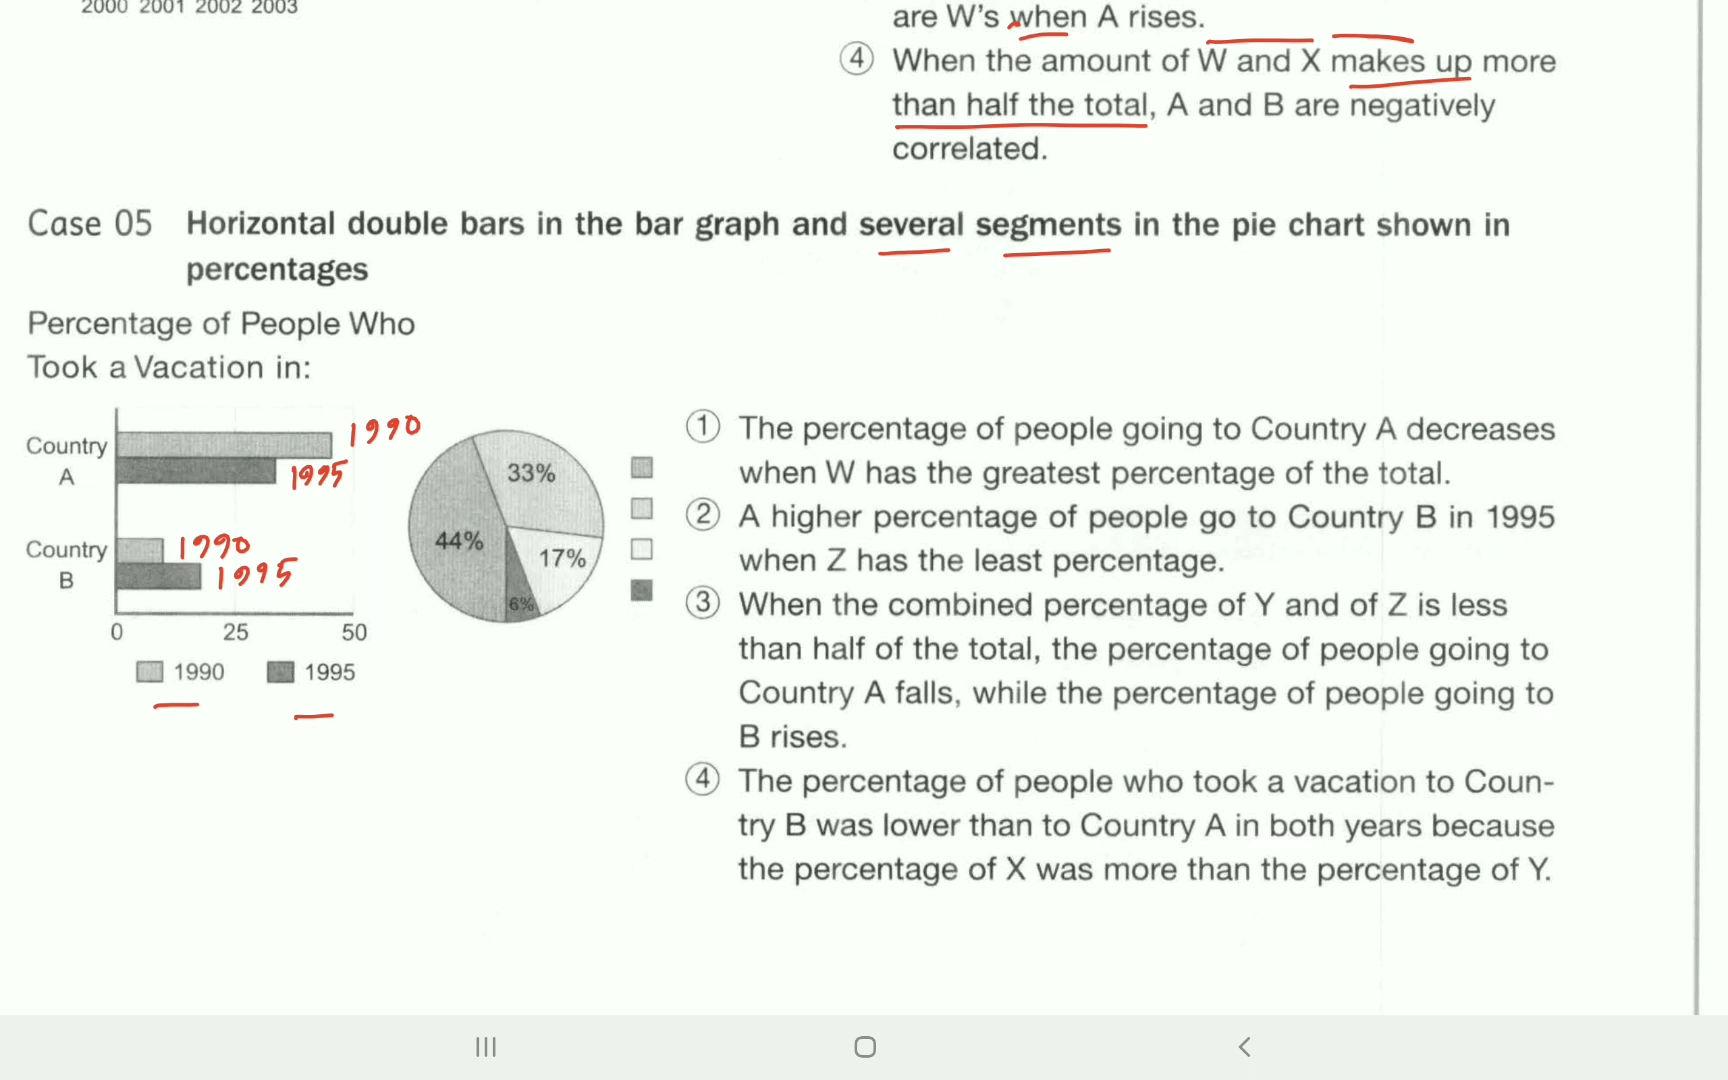 2000 2001 2002 2003
are W's when A rises.
④ When the amount of W and X makes up more
than half the total, A and B are negatively
correlated.
Case 05 Horizontal double bars in the bar graph and several segments in the pie chart shown in
percentages
Percentage of People Who
Took a Vacation in:
Country
A
1990
1995
Country
B
1990
1995
0 25 50
1990 1995
33%
44%
17%
6%
① The percentage of people going to Country A decreases
when W has the greatest percentage of the total.
② A higher percentage of people go to Country B in 1995
when Z has the least percentage.
③ When the combined percentage of Y and of Z is less
than half of the total, the percentage of people going to
Country A falls, while the percentage of people going to
B rises.
④ The percentage of people who took a vacation to Coun-
try B was lower than to Country A in both years because
the percentage of X was more than the percentage of Y.